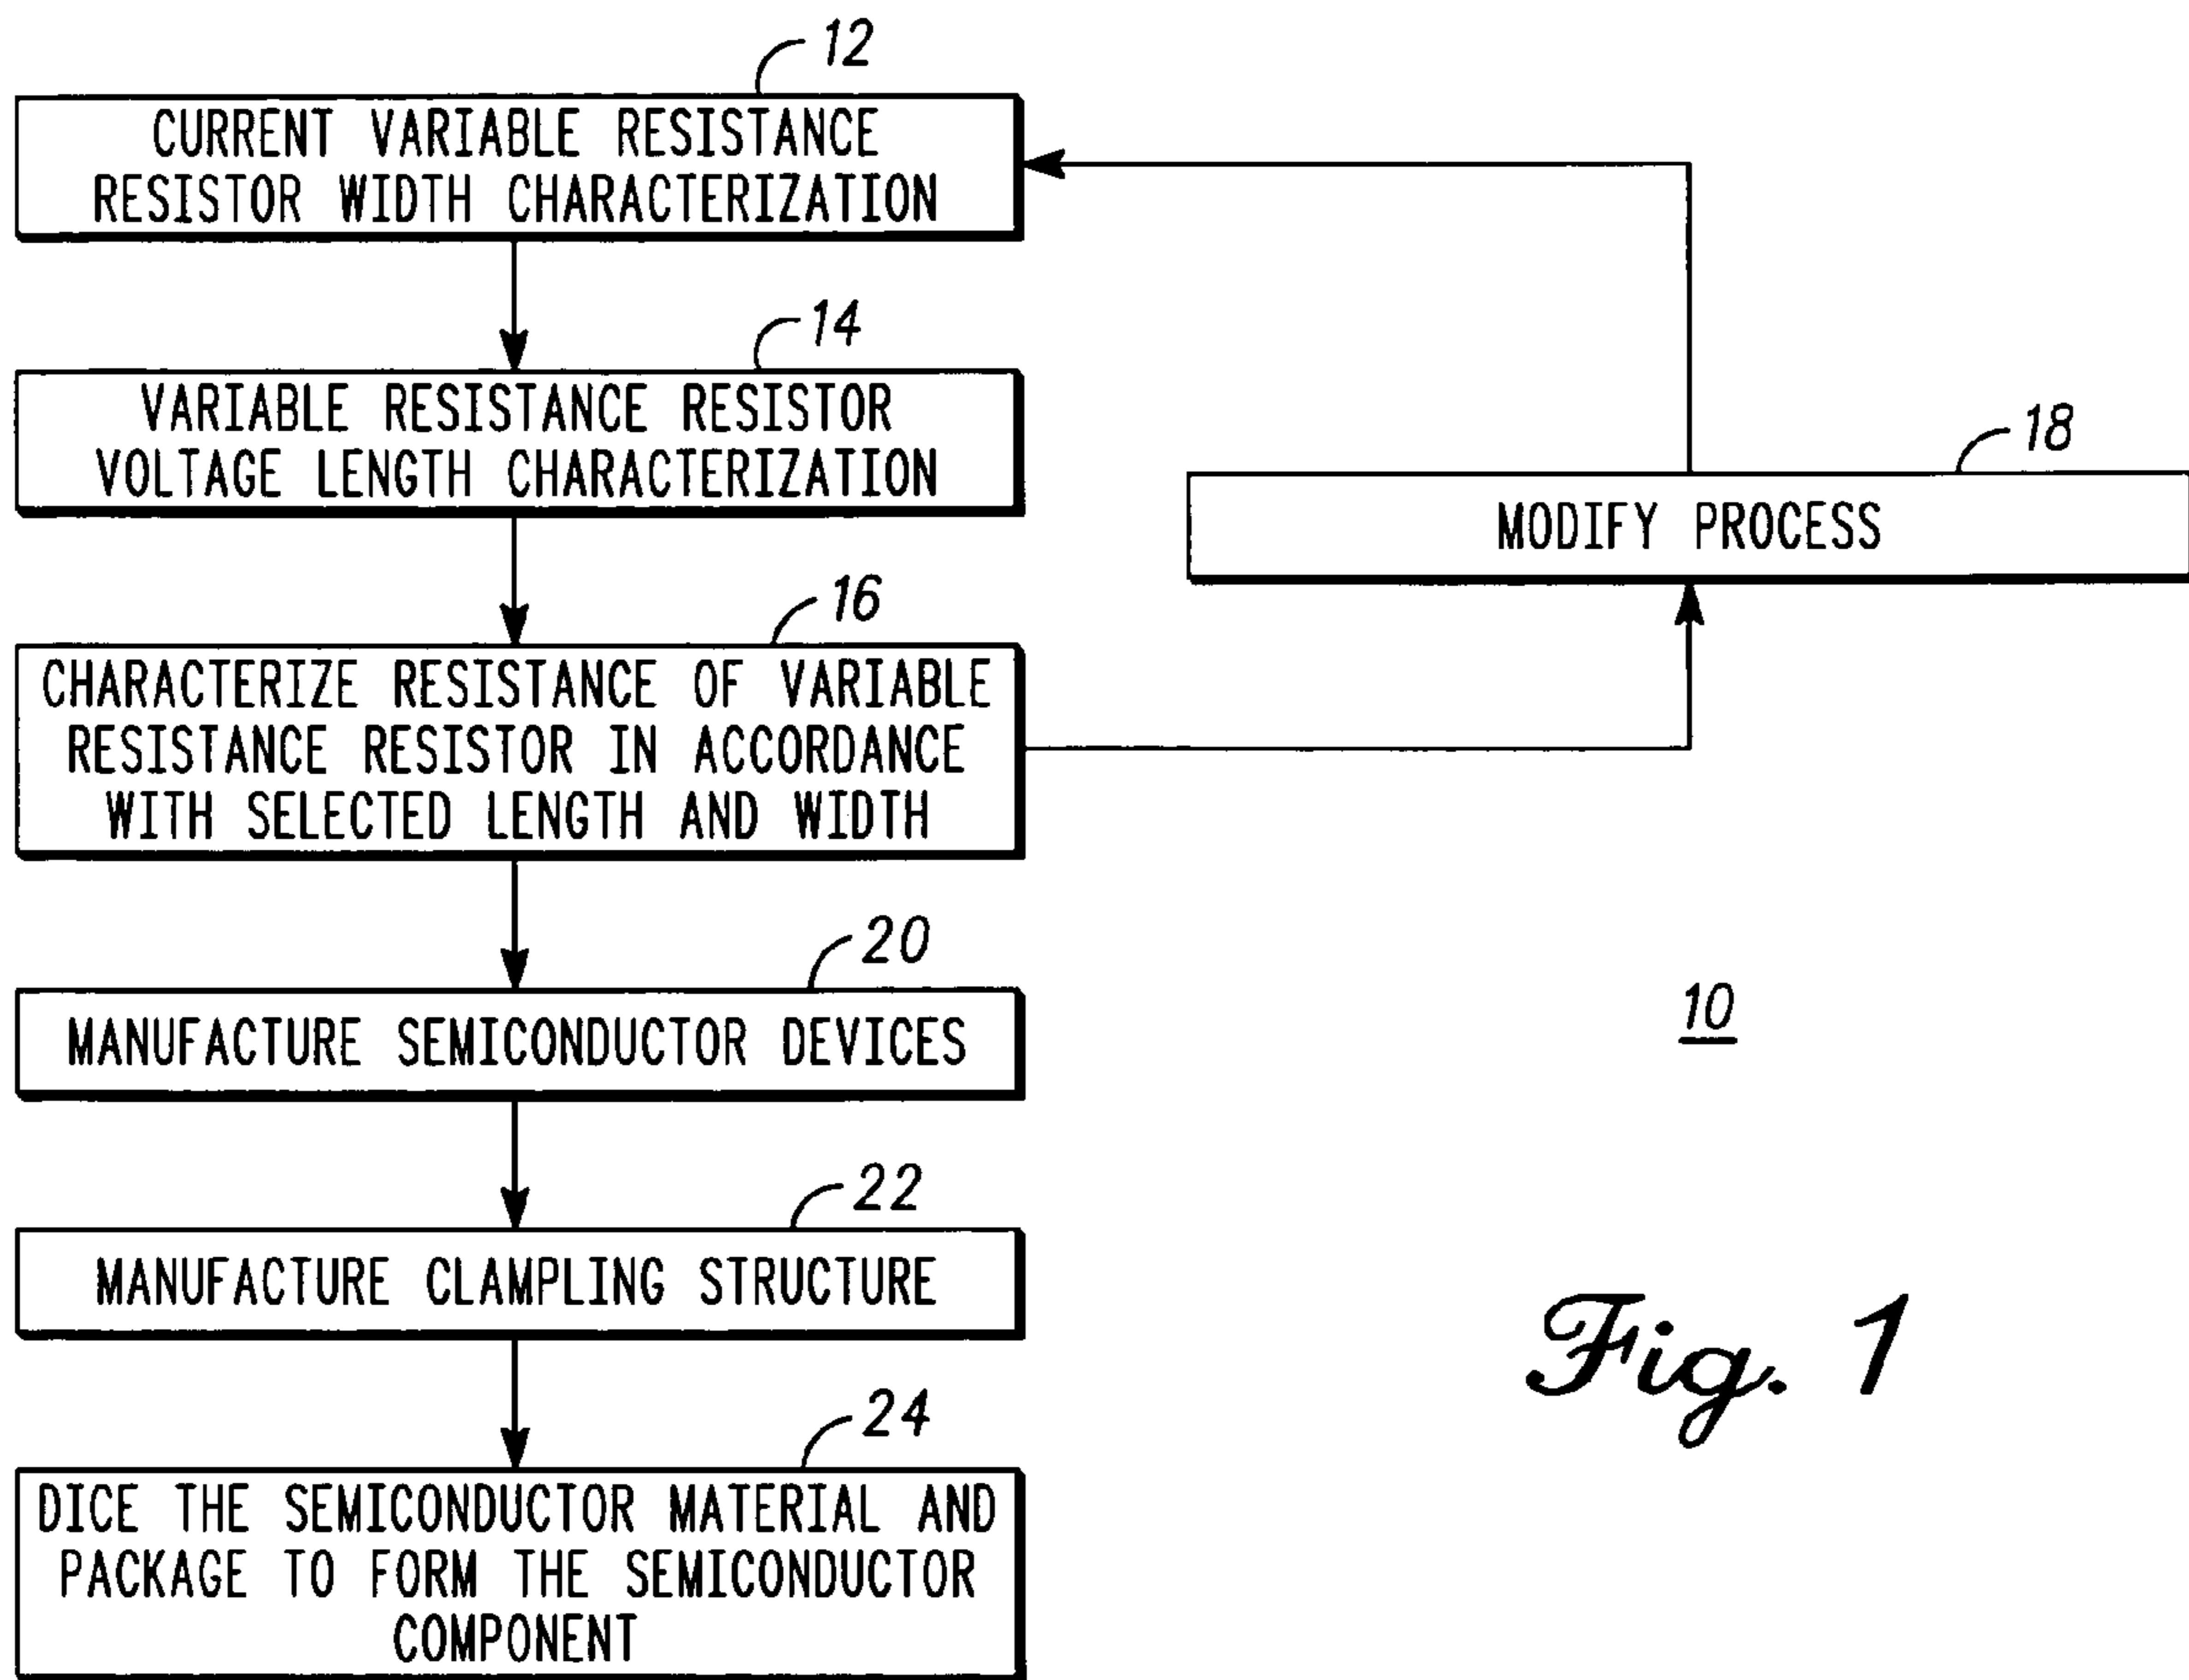 12
CURRENT VARIABLE RESISTANCE
RESISTOR WIDTH CHARACTERIZATION
14
VARIABLE RESISTANCE RESISTOR
VOLTAGE LENGTH CHARACTERIZATION
18
MODIFY PROCESS
16
CHARACTERIZE RESISTANCE OF VARIABLE
RESISTANCE RESISTOR IN ACCORDANCE
WITH SELECTED LENGTH AND WIDTH
20
MANUFACTURE SEMICONDUCTOR DEVICES
10
22
MANUFACTURE CLAMPLING STRUCTURE
24
DICE THE SEMICONDUCTOR MATERIAL AND
PACKAGE TO FORM THE SEMICONDUCTOR
COMPONENT
Fig. 1